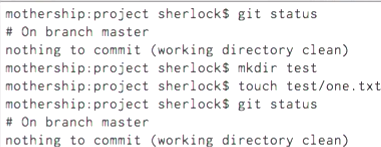 mothership:project sherlock$ git status
# On branch master
nothing to commit (working directory clean)
mothership:project sherlock$ mkdir test
mothership:project sherlock$ touch test/one.txt
mothership:project sherlock$ git status
# On branch master
nothing to commit (working directory clean)